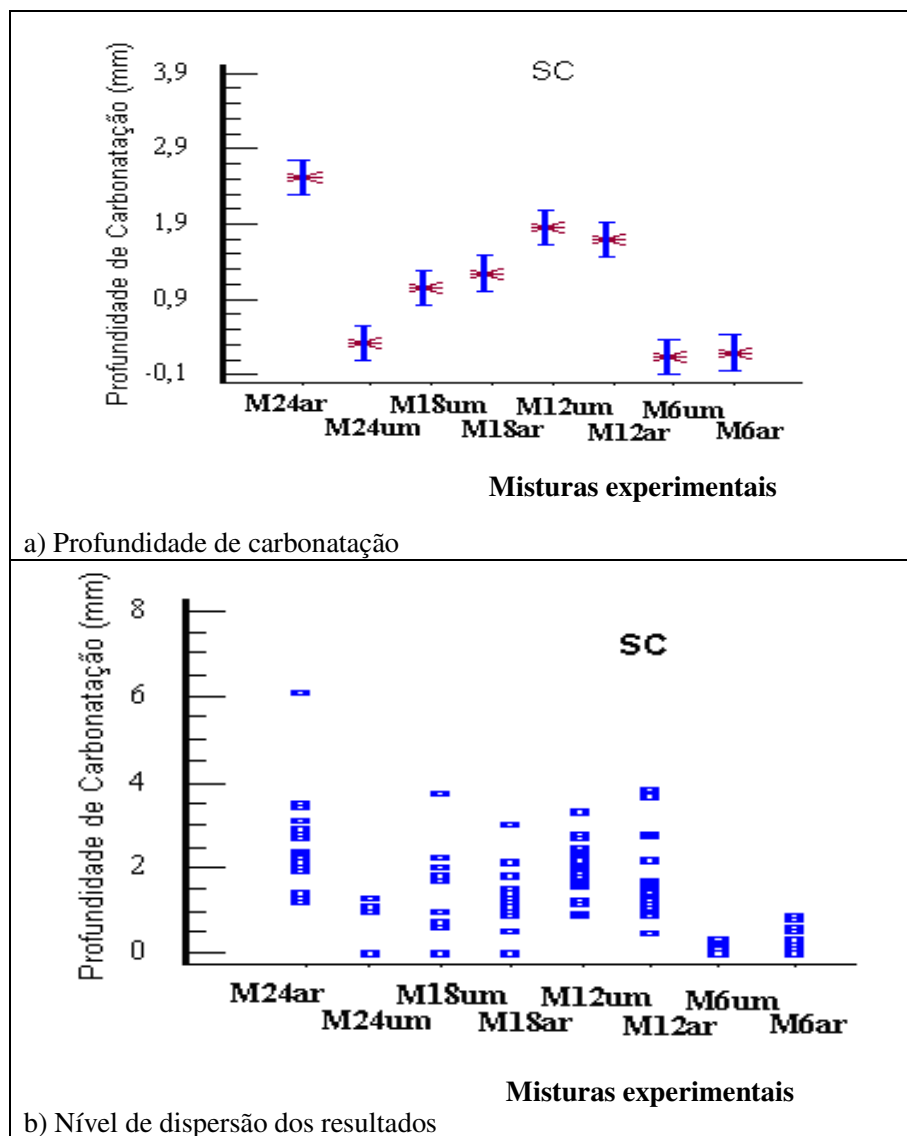 SC
Profundidade de Carbonatação (mm)
3,9
2,9
1,9
0,9
-0,1
M24ar
M24um
M18um
M18ar
M12um
M12ar
M6um
M6ar
Misturas experimentais
a) Profundidade de carbonatação
SC
Profundidade de Carbonatação (mm)
8
6
4
2
0
M24ar
M24um
M18um
M18ar
M12um
M12ar
M6um
M6ar
Misturas experimentais
b) Nível de dispersão dos resultados